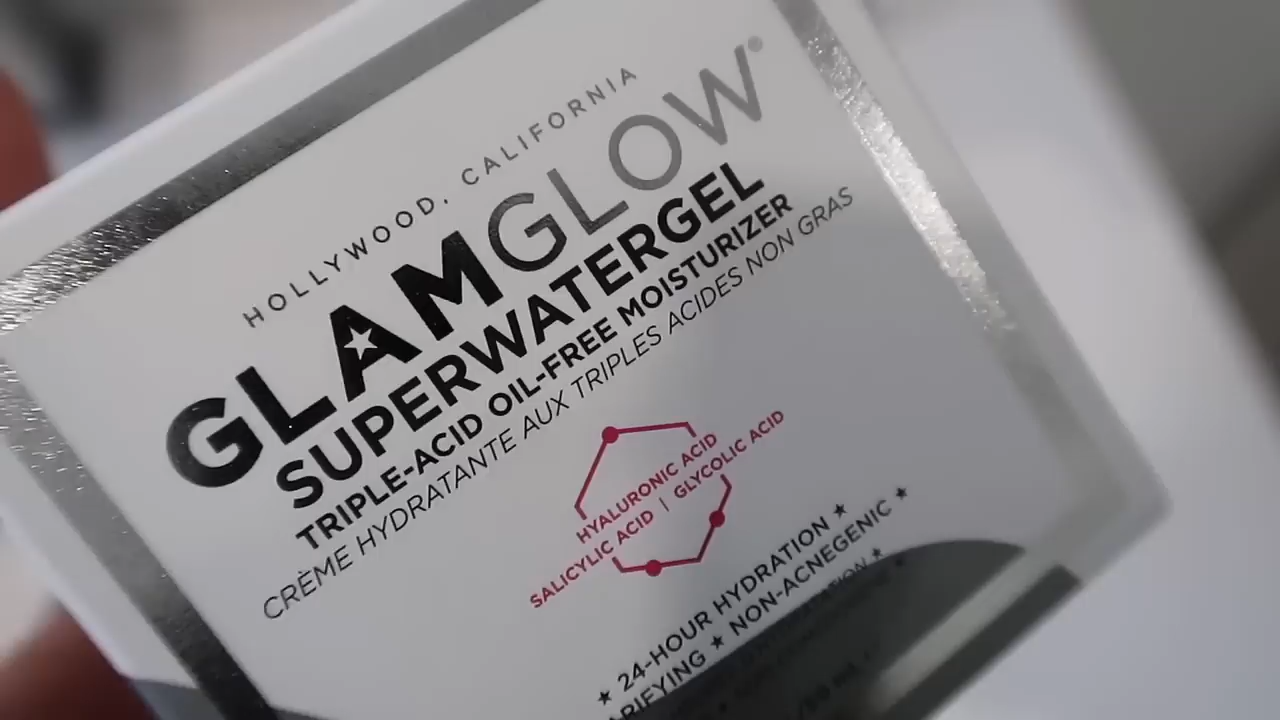 HOLLYWOOD, CALIFORNIA
GLAMGLOW®
SUPERWATERGEL
TRIPLE-ACID OIL-FREE MOISTURIZER
CRÈME HYDRATANTE AUX TRIPLES ACIDES NON GRAS
HYALURONIC ACID
SALICYLIC ACID | GLYCOLIC ACID
★ 24-HOUR HYDRATION ★
★ NON-ACNEGENIC ★